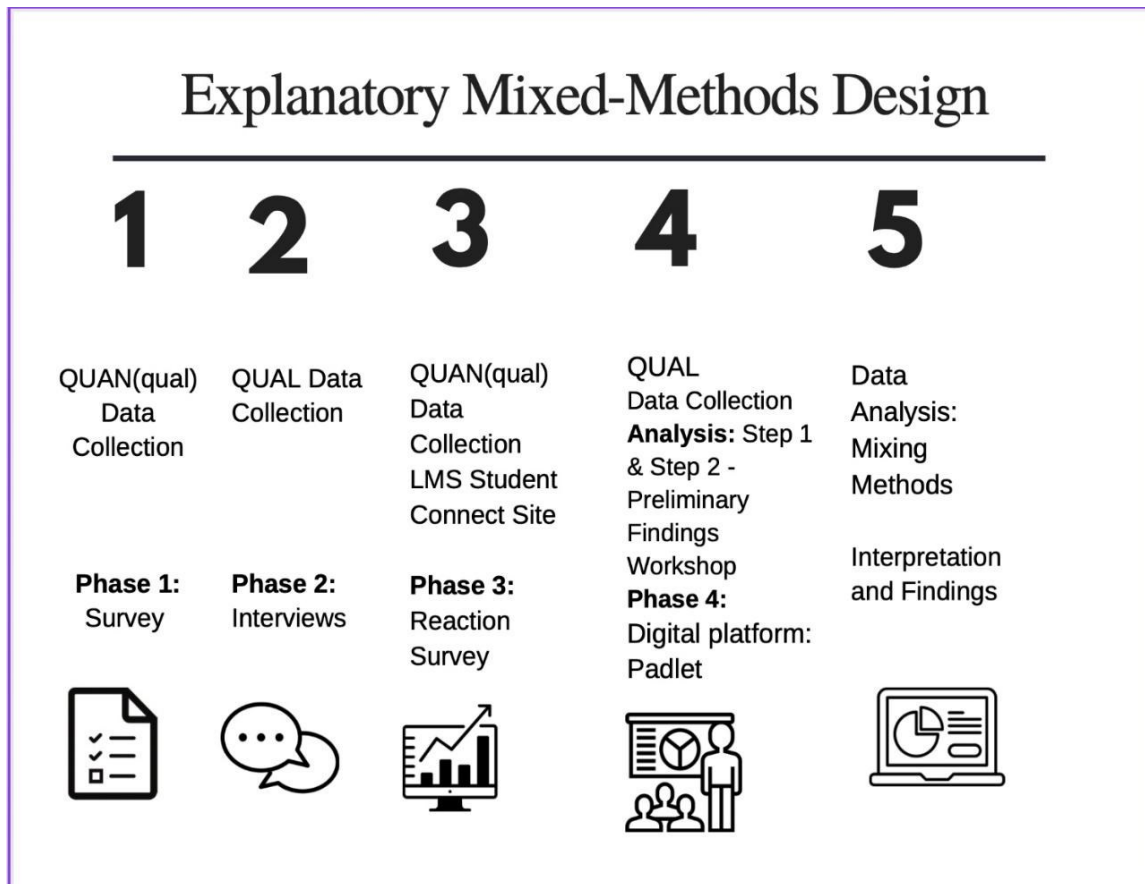 Explanatory Mixed-Methods Design
1
2
3
4
5
QUAN(qual)
Data
Collection
Phase 1:
Survey
QUAL Data
Collection
Phase 2:
Interviews
QUAN(qual)
Data
Collection
LMS Student
Connect Site
Phase 3:
Reaction
Survey
QUAL
Data Collection
Analysis: Step 1
& Step 2 -
Preliminary
Findings
Workshop
Phase 4:
Digital platform:
Padlet
Data
Analysis:
Mixing
Methods
Interpretation
and Findings